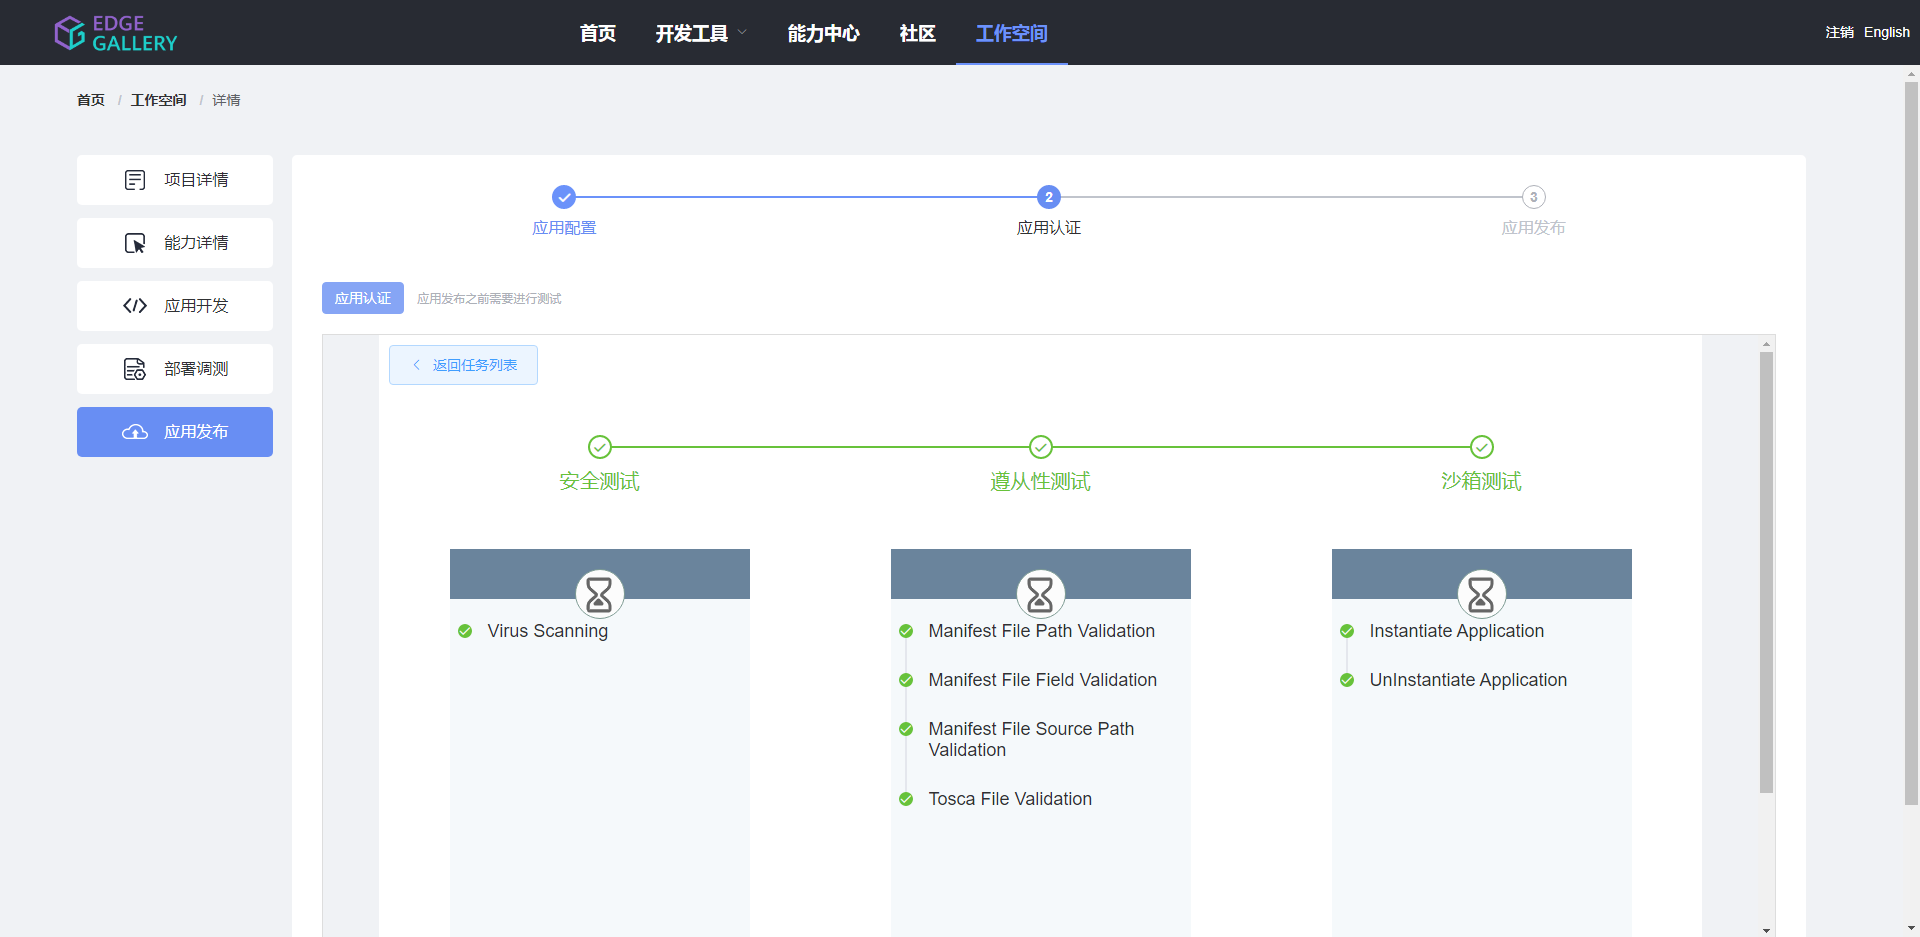 EDGE
GALLERY
首页 开发工具 能力中心 社区 工作空间
注销 English
首页 / 工作空间 / 详情
项目详情
能力详情
应用开发
部署调测
应用发布
2
3
应用配置
应用认证
应用发布
应用认证 应用发布之前需要进行测试
返回任务列表
安全测试
遵从性测试
沙箱测试
Virus Scanning
Manifest File Path Validation
Manifest File Field Validation
Manifest File Source Path
Validation
Tosca File Validation
Instantiate Application
UnInstantiate Application